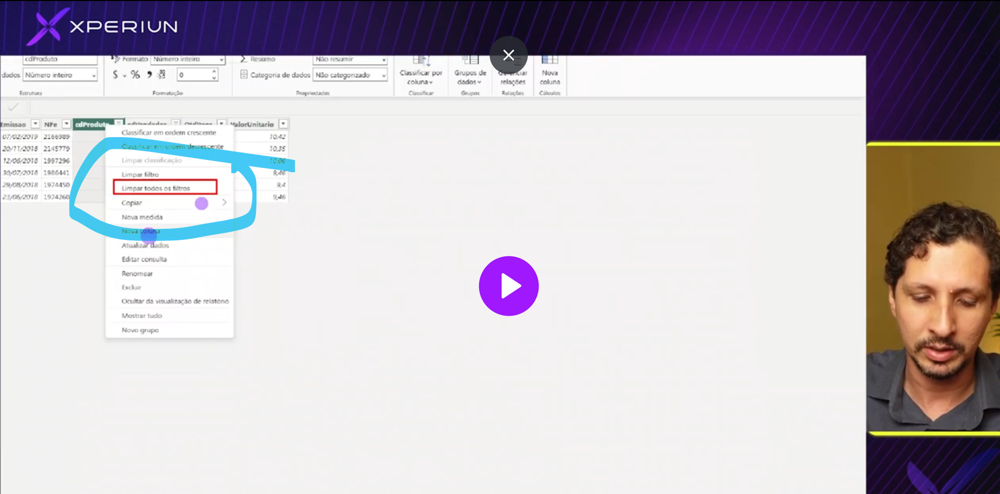 XPERIUN
cdProduto
Formato Número inteiro
Resumo Não resumir
dados Número inteiro
$ % 0
Categoria de dados Não categorizado
Classificar por coluna
Grupos de dados
Gerenciar relações
Nova coluna
Estrutura
Formatação
Propriedades
Classificar
Grupos
Relações
Cálculos
Emissao NFe cdProduto cdVendedor QtdItens ValorUnitario
07/02/2019 2166989 10,42
20/11/2018 2145779 10,35
12/06/2018 1997296 10,06
30/07/2018 1986441 9,46
29/08/2018 1974450 9,4
23/06/2018 1974260 9,46
Classificar em ordem crescente
Classificar em ordem decrescente
Limpar classificação
Limpar filtro
Limpar todos os filtros
Copiar
Nova medida
Nova coluna
Atualizar dados
Editar consulta
Renomear
Excluir
Ocultar da visualização de relatório
Mostrar tudo
Novo grupo